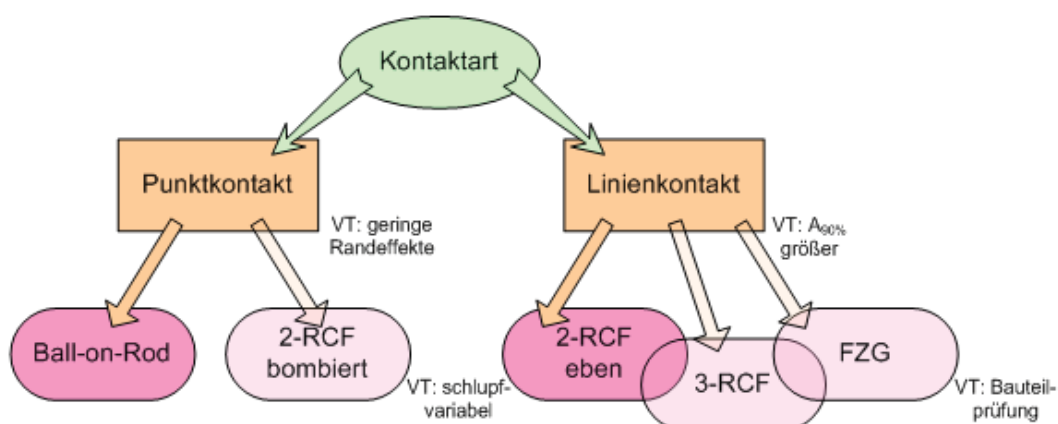 Kontaktart
Punktkontakt
Linienkontakt
VT: geringe
Randeffekte
VT: A90%
größer
Ball-on-Rod
2-RCF
bombiert
VT: schlupf-
variabel
2-RCF
eben
3-RCF
FZG
VT: Bauteil-
prüfung